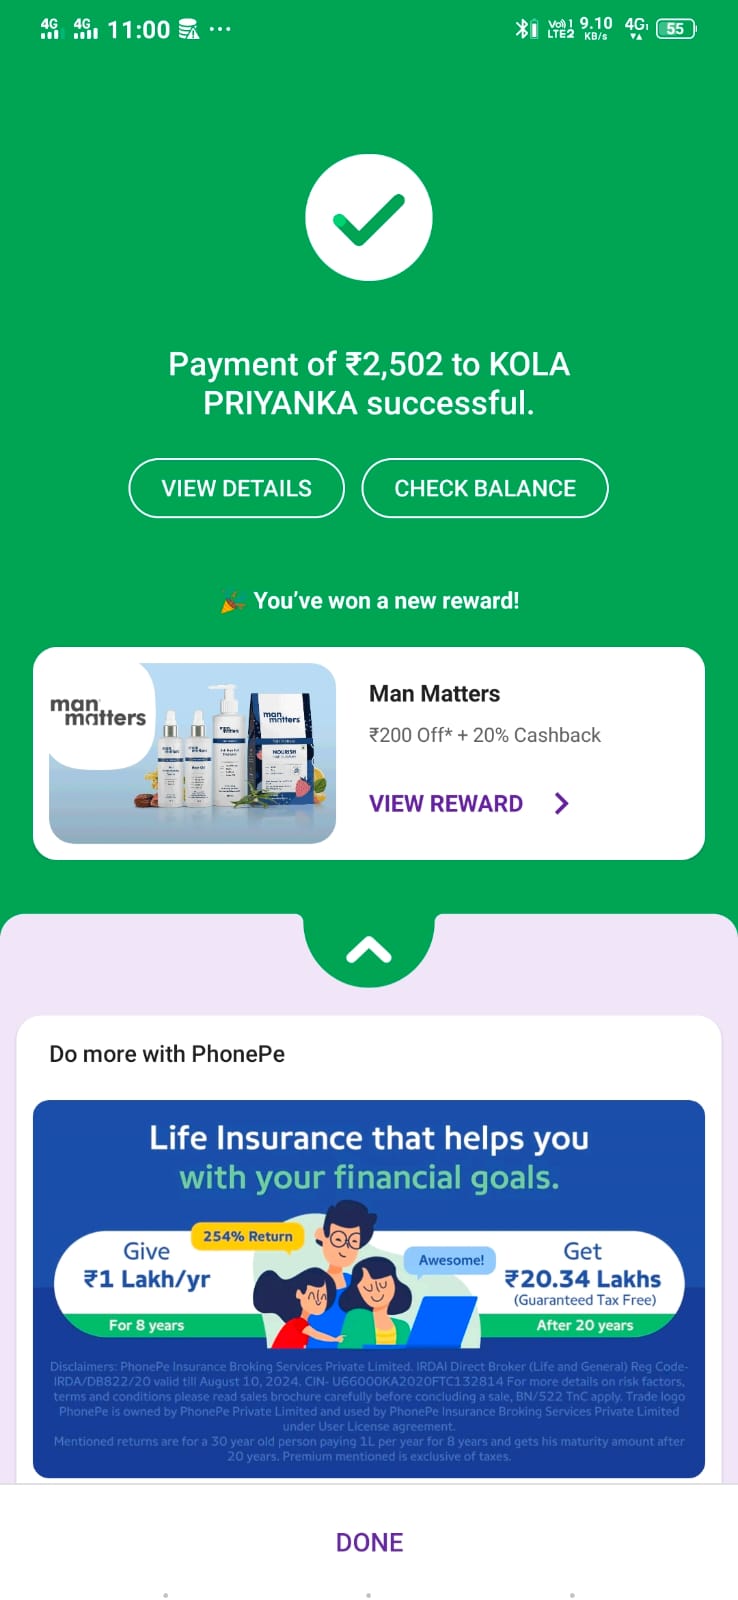 4G 4G 11:00 ... Vo) 1 LTE2 9.10 KB/s 4G 55
Payment of ₹2,502 to KOLA
PRIYANKA successful.
VIEW DETAILS CHECK BALANCE
🎉 You've won a new reward!
man matters
man matters
NOURISH
Man Matters
₹200 Off* + 20% Cashback
VIEW REWARD >
Do more with PhonePe
Life Insurance that helps you
with your financial goals.
254% Return
Give
₹1 Lakh/yr
For 8 years
Awesome!
Get
₹20.34 Lakhs
(Guaranteed Tax Free)
After 20 years
Disclaimers: PhonePe Insurance Broking Services Private Limited. IRDAI Direct Broker (Life and General) Reg Code-
IRDA/DB822/20 valid till August 10, 2024. CIN- U66000KA2020FTC132814 For more details on risk factors,
terms and conditions please read sales brochure carefully before concluding a sale, BN/522 TnC apply. Trade logo
PhonePe is owned by PhonePe Private Limited and used by PhonePe Insurance Broking Services Private Limited
under User License agreement.
Mentioned returns are for a 30 year old person paying 1L per year for 8 years and gets his maturity amount after
20 years. Premium mentioned is exclusive of taxes.
DONE